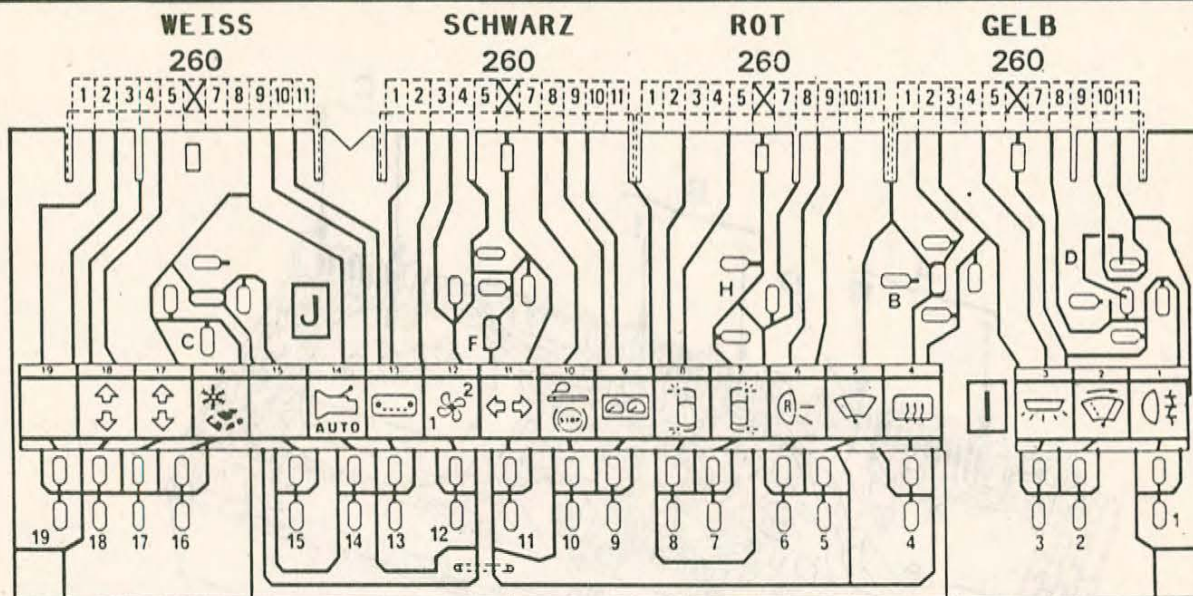 WEISS SCHWARZ ROT GELB
260 260 260 260
1 2 3 4 5 X 7 8 9 10 11 1 2 3 4 5 X 7 8 9 10 11 1 2 3 4 5 X 7 8 9 10 11 1 2 3 4 5 X 7 8 9 10 11
D
H B
J
C F
19 18 17 16 15 14 13 12 11 10 9 8 7 6 5 4 3 2 1
1 2 STOP R I
AUTO
19 18 17 16 15 14 13 12 11 10 9 8 7 6 5 4 3 2 1